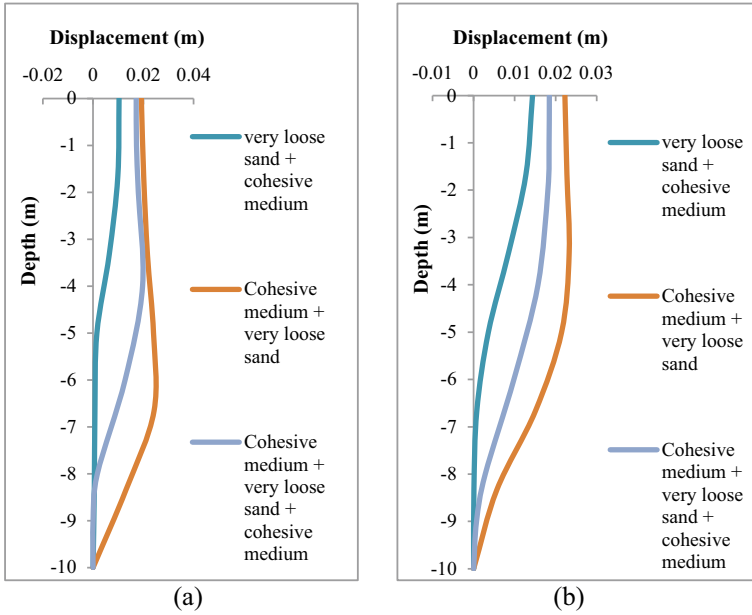 Displacement (m)
-0.02 0 0.02 0.04
0
-1
-2
-3
-4
-5
-6
-7
-8
-9
-10
Depth (m)
very loose
sand +
cohesive
medium
Cohesive
medium +
very loose
sand
Cohesive
medium +
very loose
sand +
cohesive
medium
(a)
Displacement (m)
-0.01 0 0.01 0.02 0.03
0
-1
-2
-3
-4
-5
-6
-7
-8
-9
-10
Depth (m)
very loose
sand +
cohesive
medium
Cohesive
medium +
very loose
sand
Cohesive
medium +
very loose
sand +
cohesive
medium
(b)